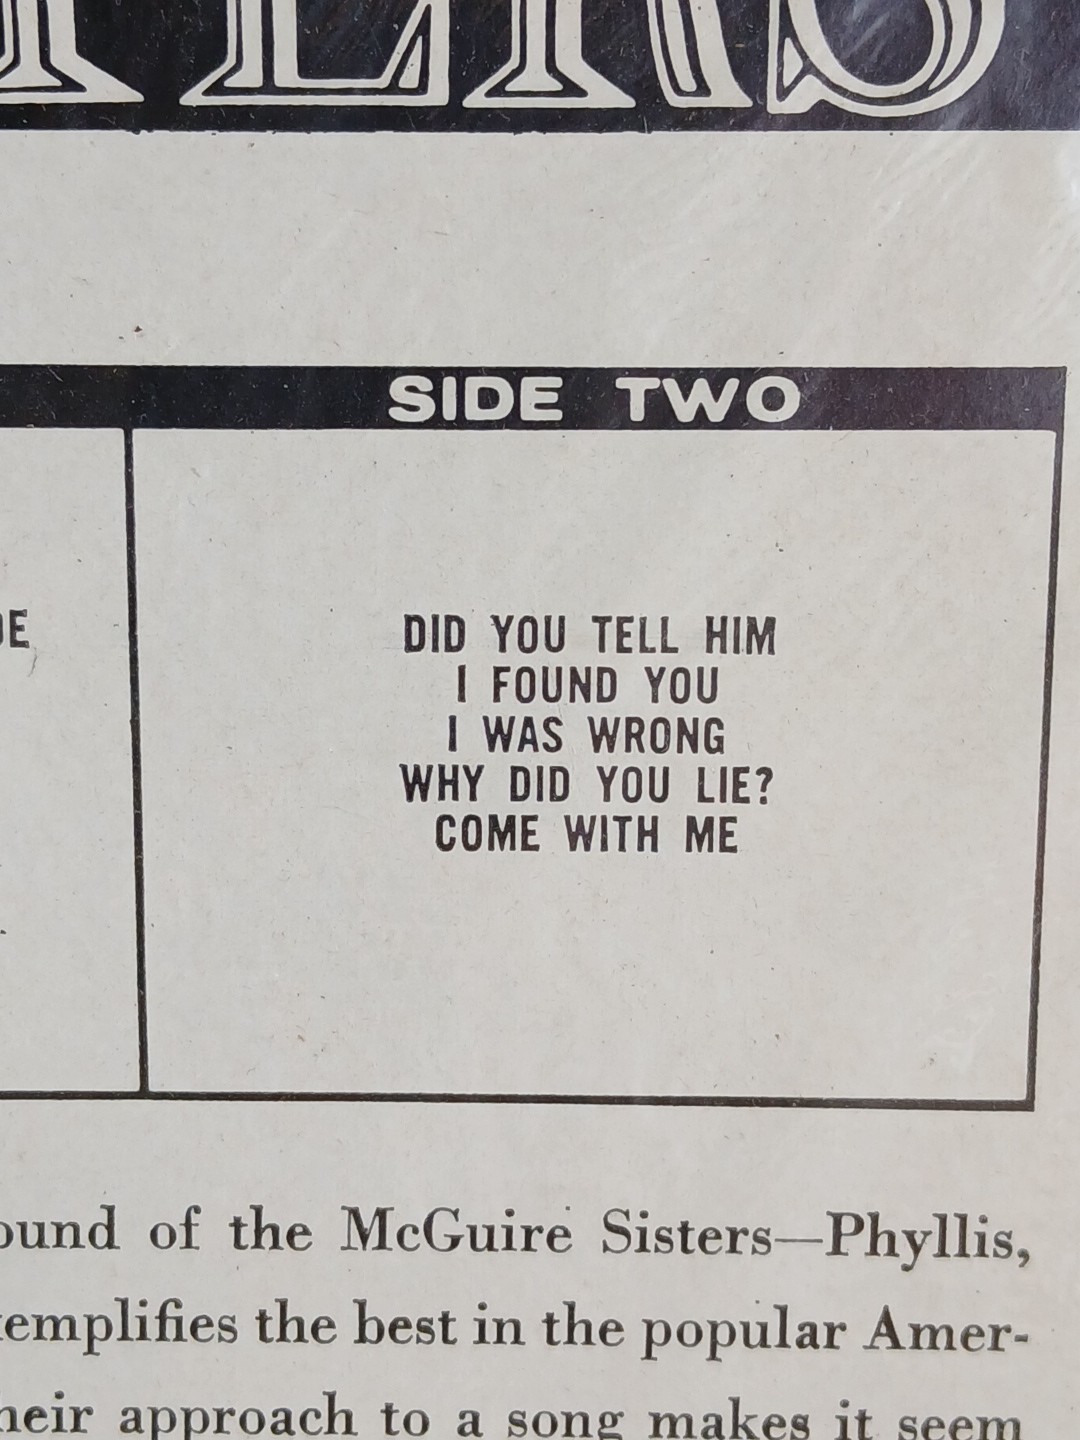 SIDE TWO
DID YOU TELL HIM
I FOUND YOU
I WAS WRONG
WHY DID YOU LIE?
COME WITH ME
of the McGuire Sisters—Phyllis,
the best in the popular Amer-
approach to a song makes it seem